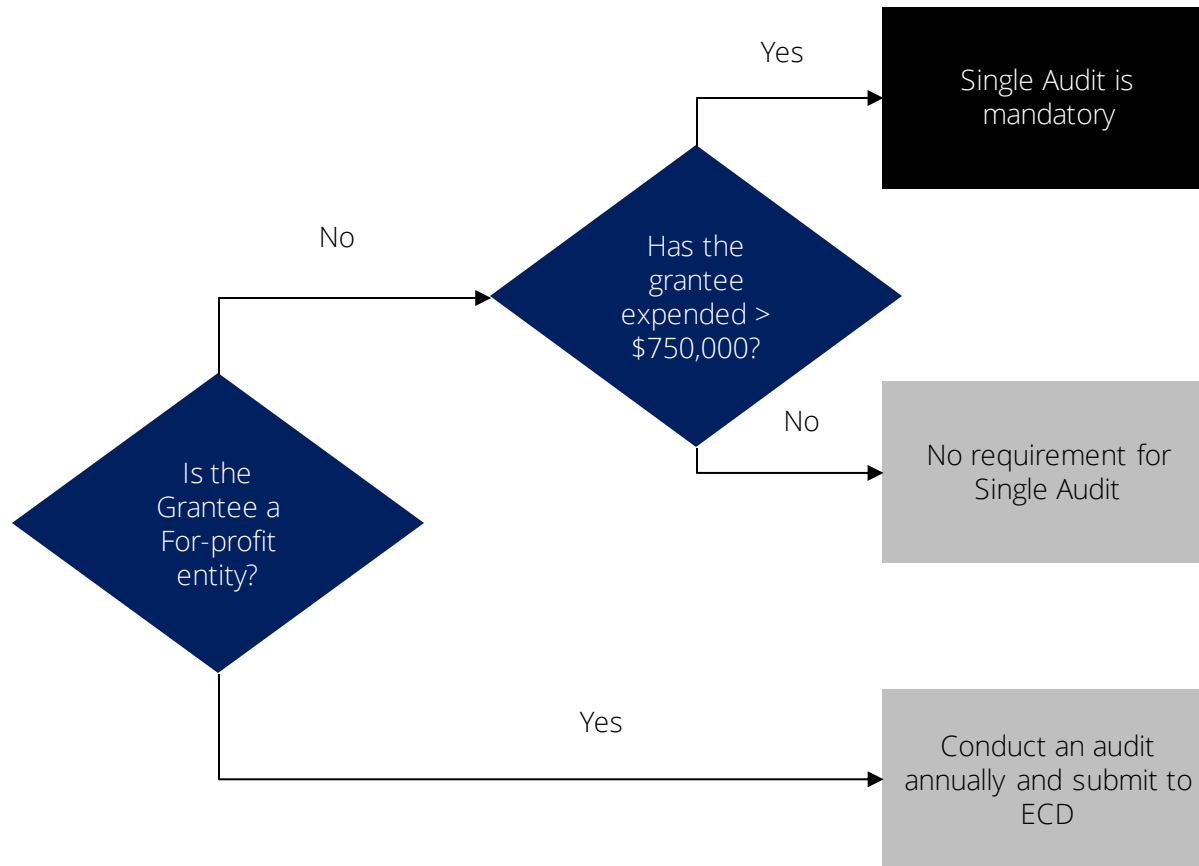 Yes
Single Audit is
mandatory
No
Has the
grantee
expended >
$750,000?
No
No requirement for
Single Audit
Is the
Grantee a
For-profit
entity?
Yes
Conduct an audit
annually and submit to
ECD